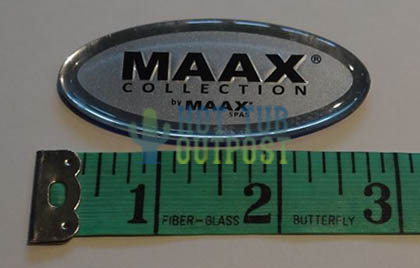 MAAX®
COLLECTION
by MAAX®
SPAS
HOT TUB
OUTPOST
1 2 3
FIBER-GLASS BUTTERFLY